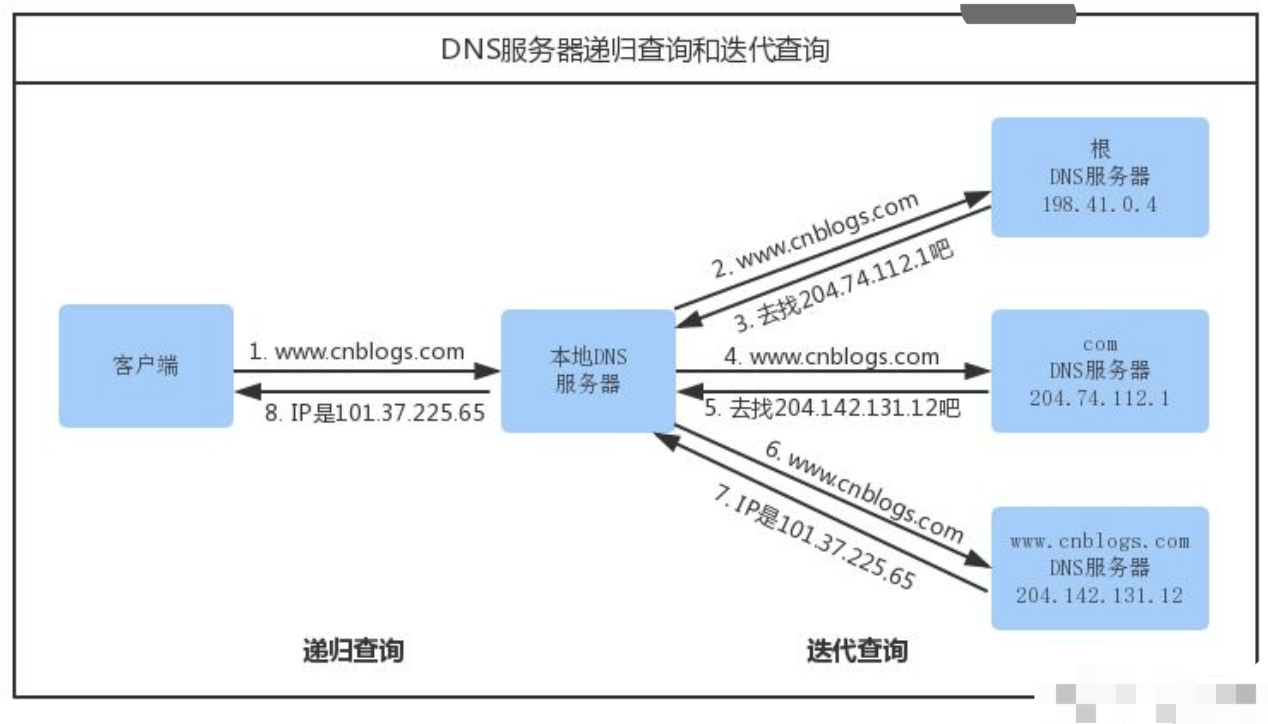 DNS服务器递归查询和迭代查询
根
DNS服务器
198.41.0.4
2. www.cnblogs.com
3. 去找204.74.112.1吧
客户端
1. www.cnblogs.com
8. IP是101.37.225.65
本地DNS
服务器
4. www.cnblogs.com
5. 去找204.142.131.12吧
com
DNS服务器
204.74.112.1
6. www.cnblogs.com
7. IP是101.37.225.65
www.cnblogs.com
DNS服务器
204.142.131.12
递归查询
迭代查询